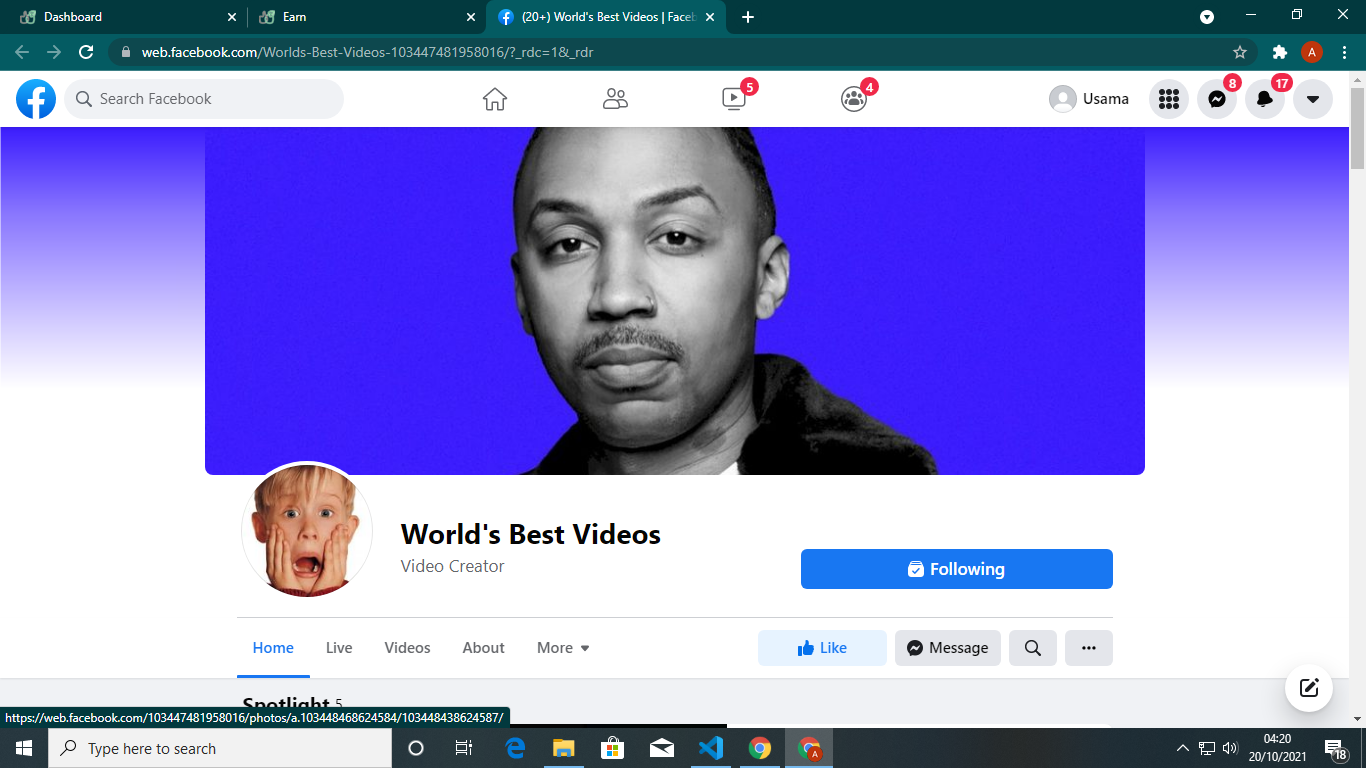 Dashboard
Earn
(20+) World's Best Videos | Faceb
web.facebook.com/Worlds-Best-Videos-103447481958016/?_rdc=1&_rdr
A
Search Facebook
5
4
Usama
8
17
World's Best Videos
Video Creator
Following
Home
Live
Videos
About
More
Like
Message
Spotlight 5
https://web.facebook.com/103447481958016/photos/a.103448468624584/103448438624587/
Type here to search
A
04:20
20/10/2021
18